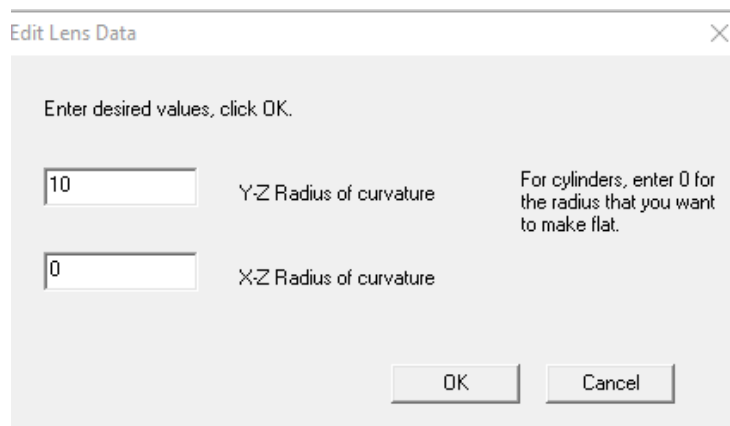 Edit Lens Data
Enter desired values, click OK.
10
Y-Z Radius of curvature
For cylinders, enter 0 for
the radius that you want
to make flat.
0
X-Z Radius of curvature
OK
Cancel